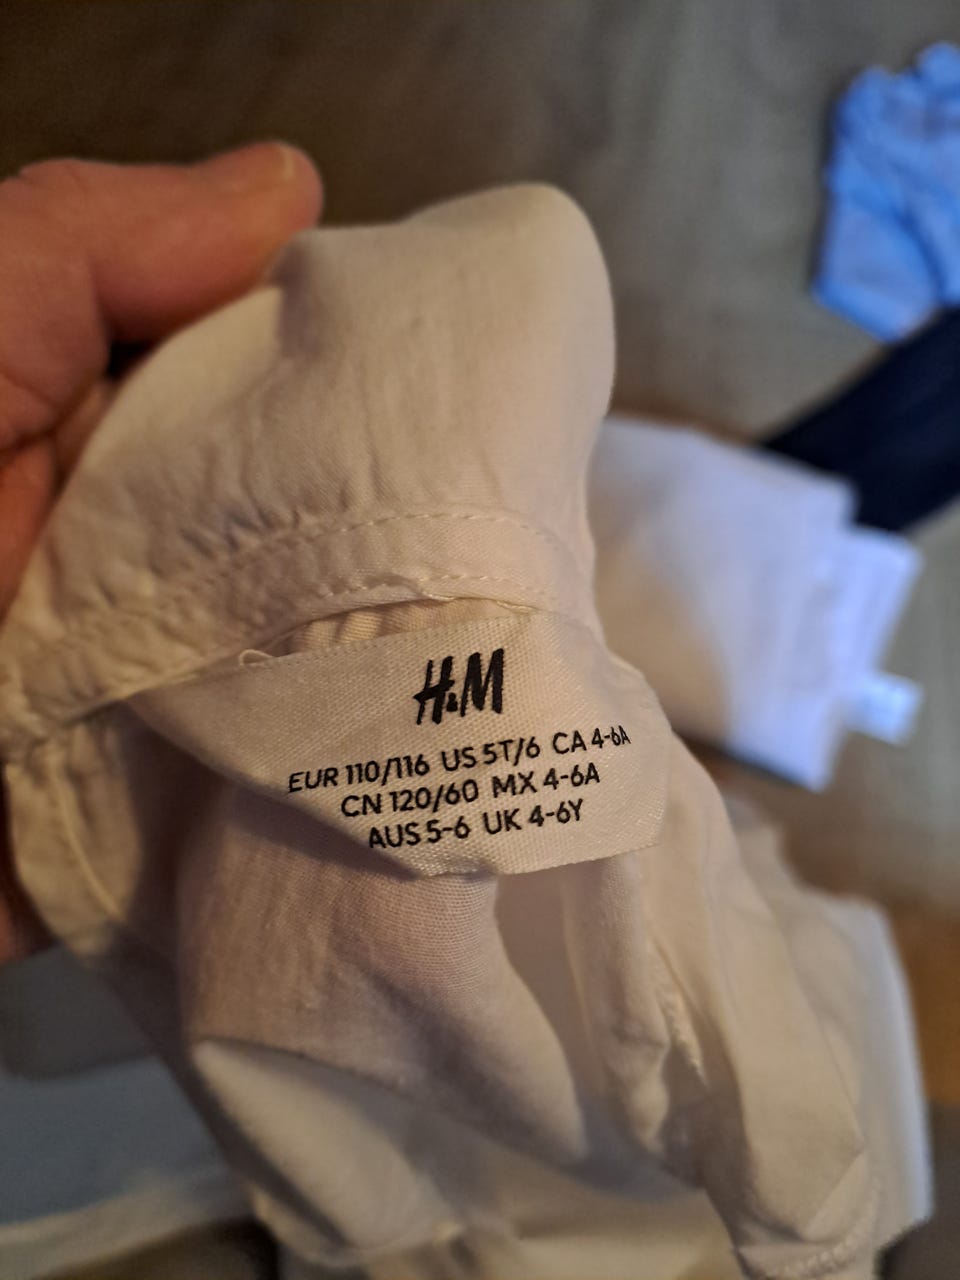 H&M
EUR 110/116 US 5T/6 CA 4-6A
CN 120/60 MX 4-6A
AUS 5-6 UK 4-6Y